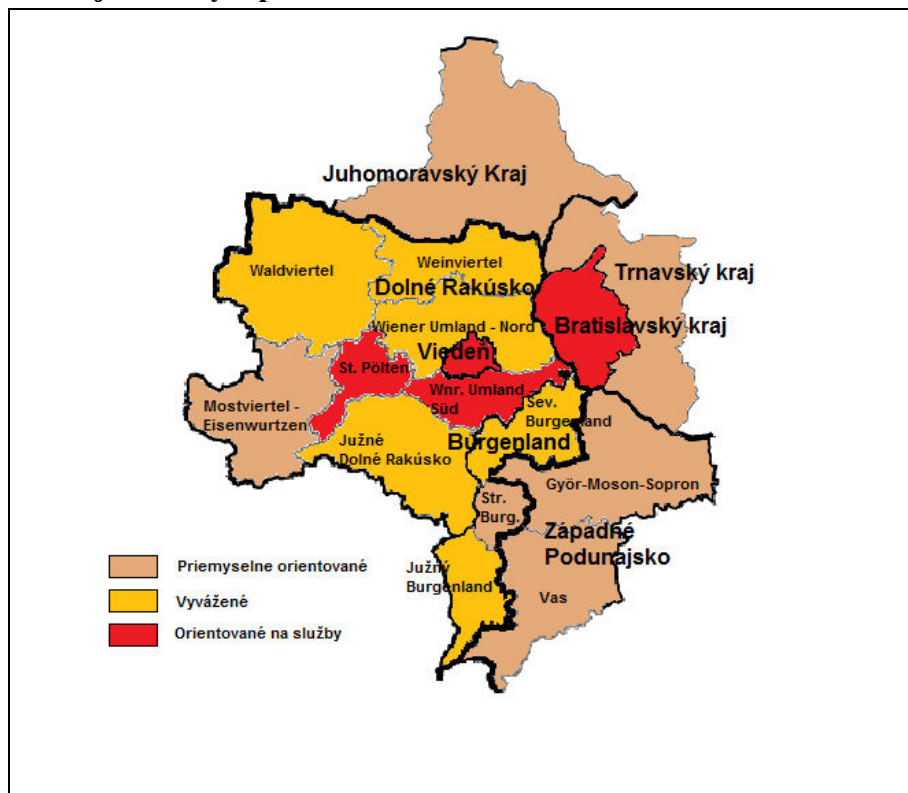 Juhomoravský Kraj
Waldviertel
Weinviertel
Dolné Rakúsko
Trnavský kraj
Wiener Umland - Nord
Bratislavský kraj
Viedeň
St. Pölten
Wnr. Umland -
Süd
Mostviertel -
Eisenwurtzen
Sev.
Burgenland
Južné
Dolné Rakúsko
Burgenland
Györ-Moson-Sopron
Str.
Burg.
Západné
Podunajsko
Južný
Burgenland
Vas
Priemyselne orientované
Vyvážené
Orientované na služby